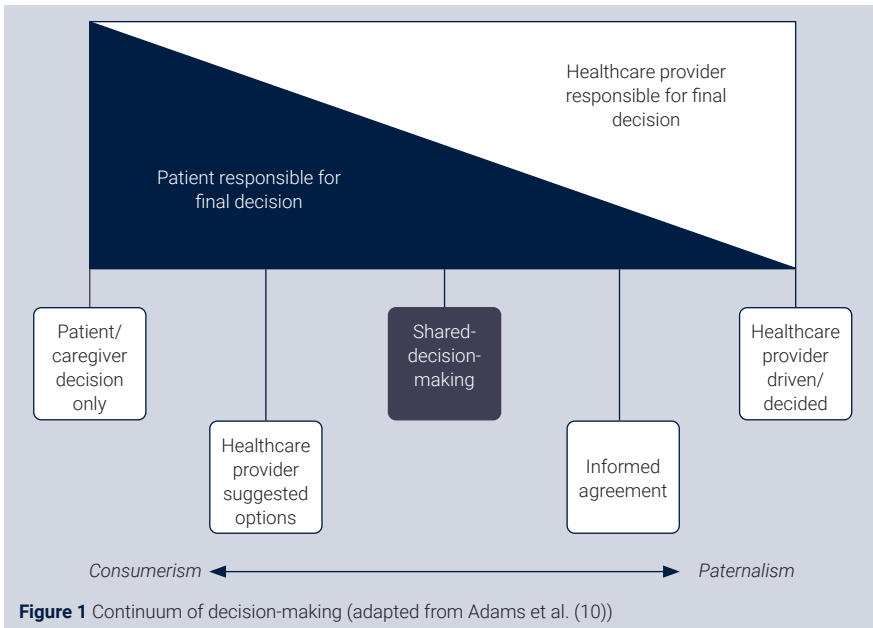 Healthcare provider
responsible for final
decision
Patient responsible for
final decision
Patient/
caregiver
decision
only
Healthcare
provider
suggested
options
Shared-
decision-
making
Informed
agreement
Healthcare
provider
driven/
decided
Consumerism
Paternalism
Figure 1 Continuum of decision-making (adapted from Adams et al. (10))